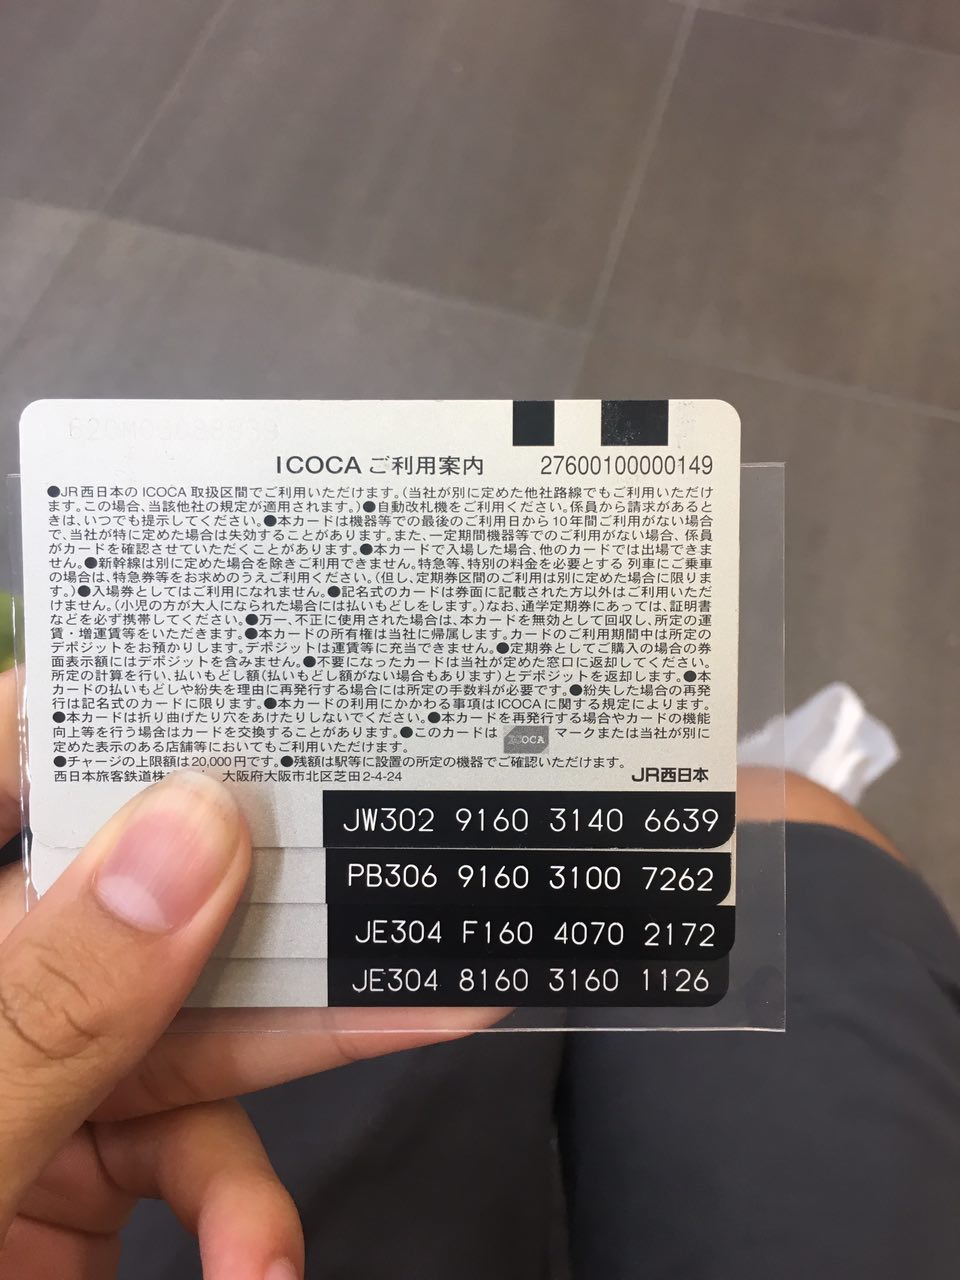 ICOCA ご利用案内 27600100000149
●JR西日本の ICOCA 取扱区間でご利用いただけます。(当社が別に定めた他社路線でもご利用いただけ
ます。この場合、当該他社の規定が適用されます。)●自動改札機をご利用ください。係員から請求があると
きは、いつでも提示してください。●本カードは機器等での最後のご利用日から10年間ご利用がない場合
で、当社が特に定めた場合は失効することがあります。また、一定期間機器等でのご利用がない場合、係員
がカードを確認させていただくことがあります。●本カードで入場した場合、他のカードでは出場できま
せん。●新幹線は別に定めた場合を除きご利用できません。特急等、特別の料金を必要とする 列車にご乗車
の場合は、特急券等をお求めのうえご利用ください。(但し、定期券区間のご利用は別に定めた場合に限りま
す。)●入場券としてはご利用になれません。●記名式のカードは券面に記載された方以外はご利用いただ
けません。(小児の方が大人になられた場合には払いもどしをします。)なお、通学定期券にあっては、証明書
などを必ず携帯してください。●万一、不正に使用された場合は、本カードを無効として回収し、所定の運
賃・増運賃等をいただきます。●本カードの所有権は当社に帰属します。カードのご利用期間中は所定の
デポジットをお預かりします。デポジットは運賃等に充当できません。●定期券としてご購入の場合の券
面表示額にはデポジットを含みません。●不要になったカードは当社が定めた窓口に返却してください。
所定の計算を行い、払いもどし額(払いもどし額がない場合もあります)とデポジットを返却します。●本
カードの払いもどしや紛失を理由に再発行する場合には所定の手数料が必要です。●紛失した場合の再発
行は記名式のカードに限ります。●本カードの利用にかかわる事項はICOCAに関する規定によります。
●本カードは折り曲げたり穴をあけたりしないでください。●本カードを再発行する場合やカードの機能
向上等を行う場合はカードを交換することがあります。●このカードは ICOCA マークまたは当社が別に
定めた表示のある店舗等においてもご利用いただけます。
●チャージの上限額は20,000円です。●残額は駅等に設置の所定の機器でご確認いただけます。
西日本旅客鉄道株 大阪府大阪市北区芝田2-4-24 JR西日本
JW302 9160 3140 6639
PB306 9160 3100 7262
JE304 F160 4070 2172
JE304 8160 3160 1126